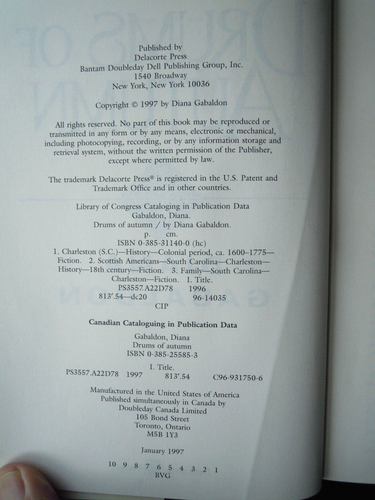 Published by
Delacorte Press
Bantam Doubleday Dell Publishing Group, Inc.
1540 Broadway
New York, New York 10036
Copyright © 1997 by Diana Gabaldon
All rights reserved. No part of this book may be reproduced or
transmitted in any form or by any means, electronic or mechanical,
including photocopying, recording, or by any information storage and
retrieval system, without the written permission of the Publisher,
except where permitted by law.
The trademark Delacorte Press® is registered in the U.S. Patent and
Trademark Office and in other countries.
Library of Congress Cataloging in Publication Data
Gabaldon, Diana.
Drums of autumn / by Diana Gabaldon.
p. cm.
ISBN 0-385-31140-0 (hc)
1. Charleston (S.C.)—History—Colonial period, ca. 1600–1775—
Fiction. 2. Scottish Americans—South Carolina—Charleston—
History—18th century—Fiction. 3. Family—South Carolina—
Charleston—Fiction. 1. Title.
PS3557.A22D78 1996
813'.54—dc20 96-14035
CIP
Canadian Cataloguing in Publication Data
Gabaldon, Diana
Drums of autumn
ISBN 0-385-25585-3
1. Title.
PS3557.A22D78 1997 813'.54 C96-931750-6
Manufactured in the United States of America
Published simultaneously in Canada by
Doubleday Canada Limited
105 Bond Street
Toronto, Ontario
M5B 1Y3
January 1997
10 9 8 7 6 5 4 3 2 1
BVG